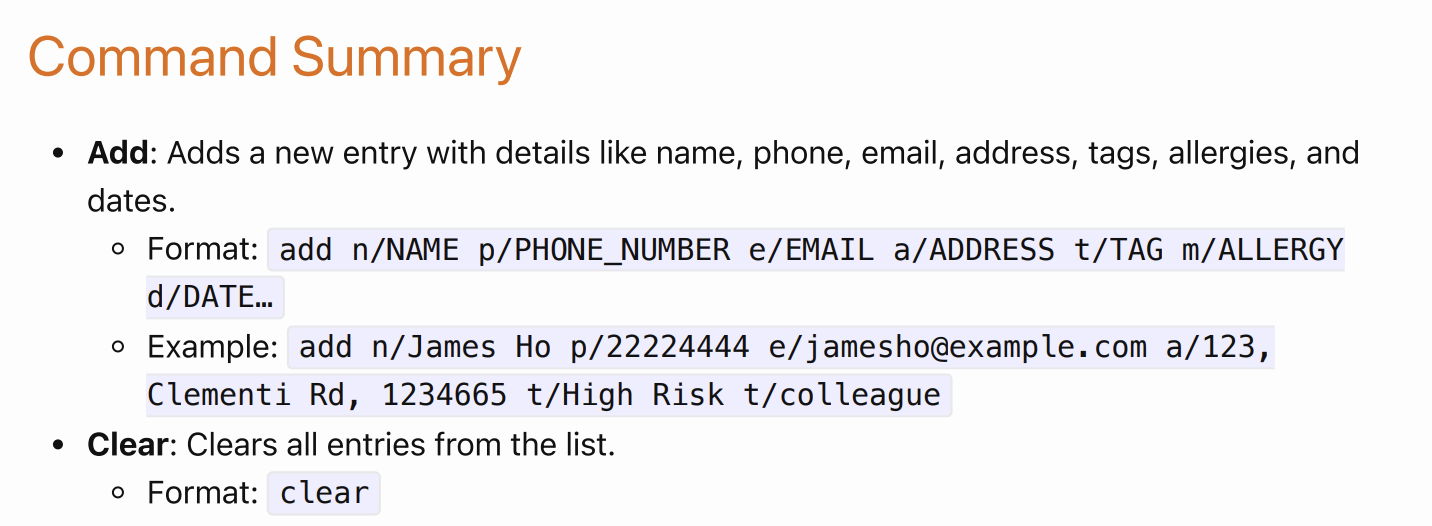 Command Summary
Add: Adds a new entry with details like name, phone, email, address, tags, allergies, and
dates.
Format: add n/NAME p/PHONE_NUMBER e/EMAIL a/ADDRESS t/TAG m/ALLERGY
d/DATE…
Example: add n/James Ho p/22224444 e/jamesho@example.com a/123,
Clementi Rd, 1234665 t/High Risk t/colleague
Clear: Clears all entries from the list.
Format: clear